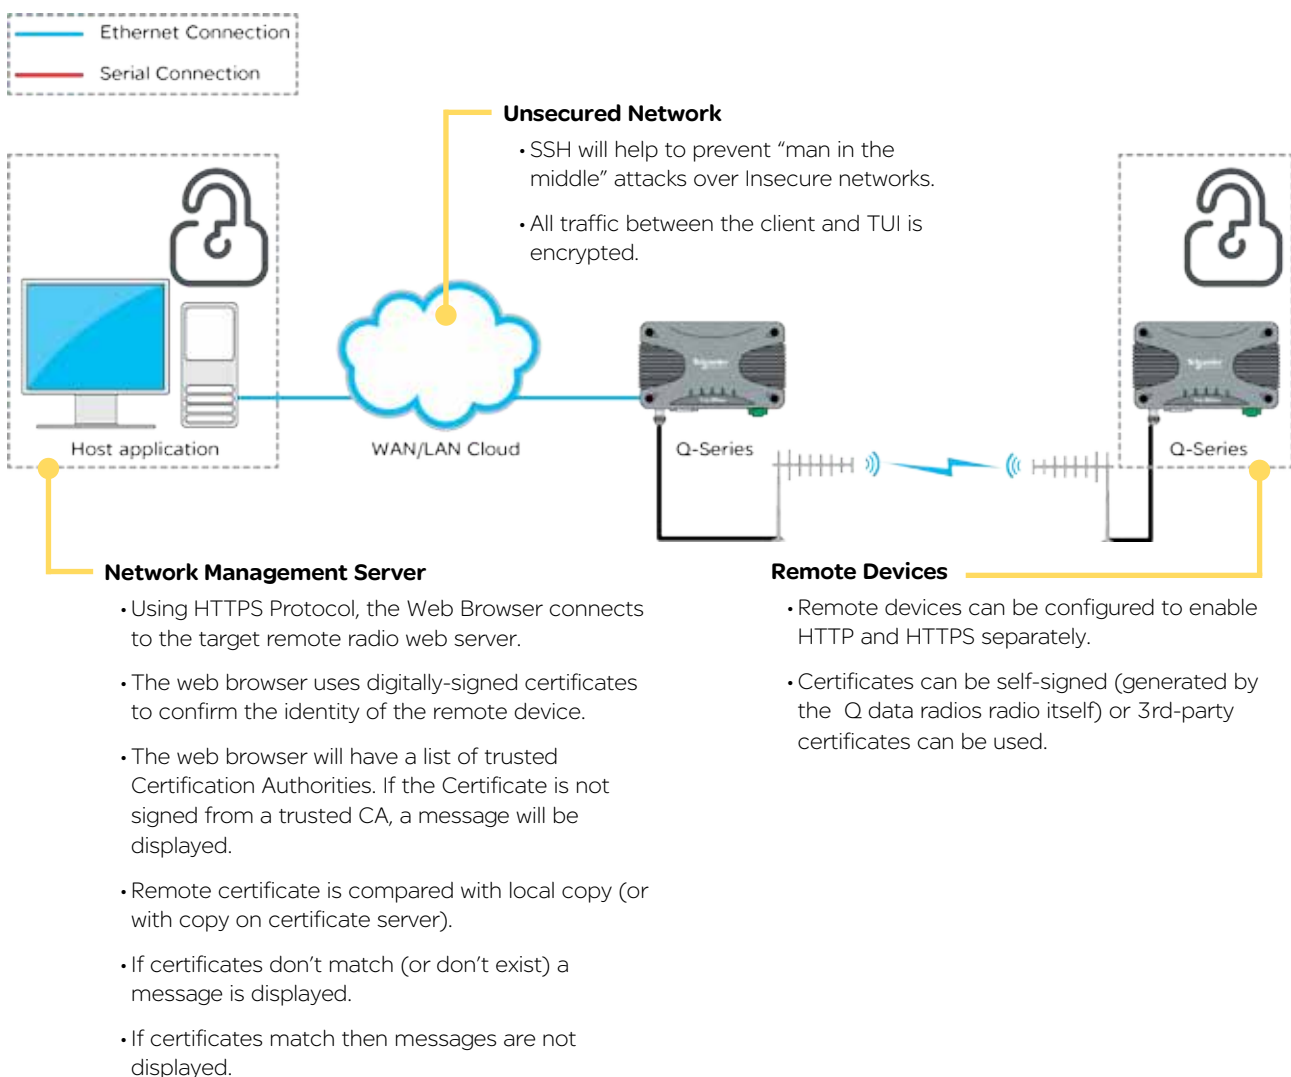 Ethernet Connection
Serial Connection
Unsecured Network
• SSH will help to prevent “man in the
middle” attacks over Insecure networks.
• All traffic between the client and TUI is
encrypted.
Host application
WAN/LAN Cloud
Q-Series
Q-Series
Network Management Server
• Using HTTPS Protocol, the Web Browser connects
to the target remote radio web server.
• The web browser uses digitally-signed certificates
to confirm the identity of the remote device.
• The web browser will have a list of trusted
Certification Authorities. If the Certificate is not
signed from a trusted CA, a message will be
displayed.
• Remote certificate is compared with local copy (or
with copy on certificate server).
• If certificates don’t match (or don’t exist) a
message is displayed.
• If certificates match then messages are not
displayed.
Remote Devices
• Remote devices can be configured to enable
HTTP and HTTPS separately.
• Certificates can be self-signed (generated by
the Q data radios radio itself) or 3rd-party
certificates can be used.